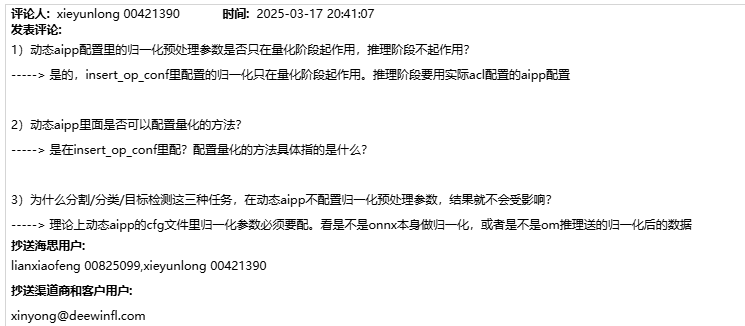 评论人: xieyunlong 00421390 时间: 2025-03-17 20:41:07
发表评论:
1）动态aipp配置里的归一化预处理参数是否只在量化阶段起作用，推理阶段不起作用？
-----> 是的，insert_op_conf里配置的归一化只在量化阶段起作用。推理阶段要用实际acl配置的aipp配置
2）动态aipp里面是否可以配置量化的方法？
-----> 是在insert_op_conf里配？配置量化的方法具体指的是什么？
3）为什么分割/分类/目标检测这三种任务，在动态aipp不配置归一化预处理参数，结果就不会受影响？
-----> 理论上动态aipp的cfg文件里归一化参数必须要配。看是不是onnx本身做归一化，或者是不是om推理送的归一化后的数据
抄送海思用户:
lianxiaofeng 00825099,xieyunlong 00421390
抄送渠道商和客户用户:
xinyong@deewinfl.com